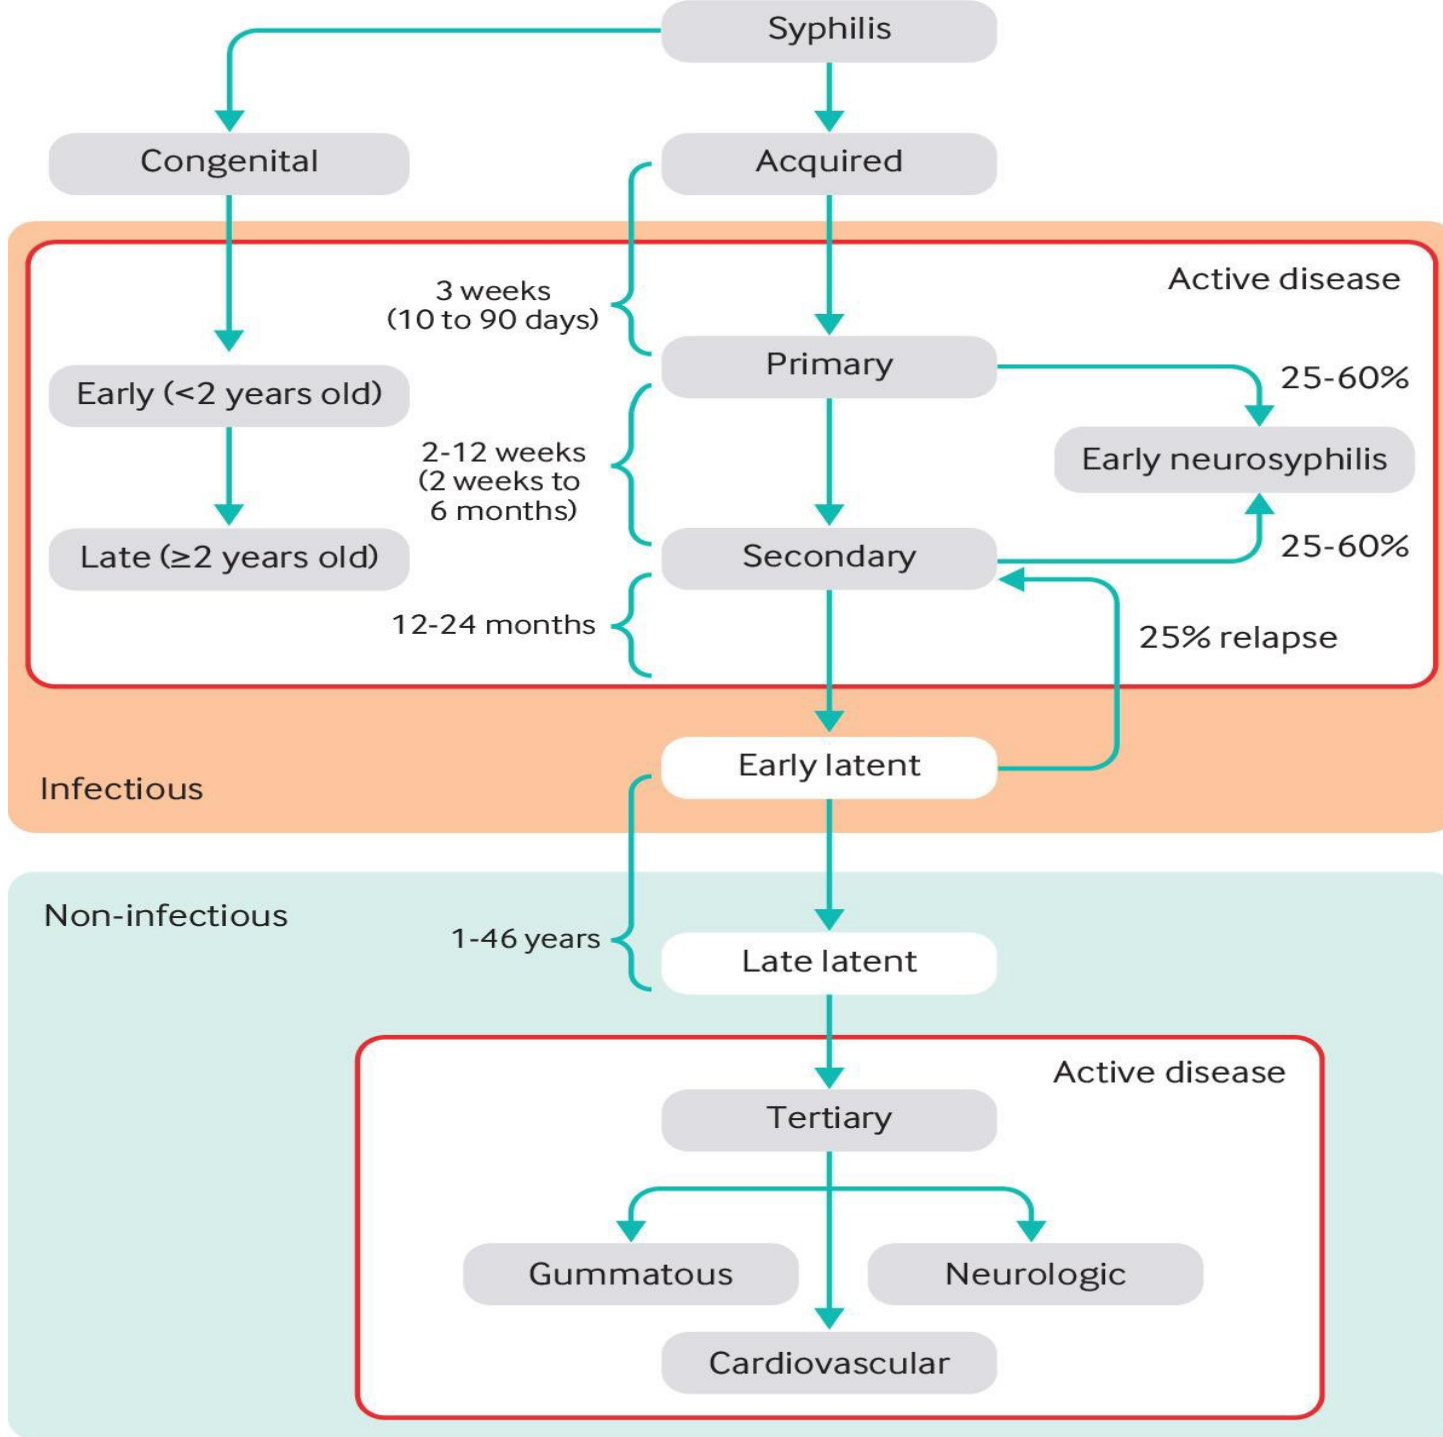 Syphilis
Congenital
Acquired
Active disease
3 weeks
(10 to 90 days)
Primary
25-60%
Early (<2 years old)
2-12 weeks
(2 weeks to
6 months)
Early neurosyphilis
Late (≥2 years old)
Secondary
25-60%
12-24 months
25% relapse
Early latent
Infectious
Non-infectious
1-46 years
Late latent
Active disease
Tertiary
Gummatous
Neurologic
Cardiovascular